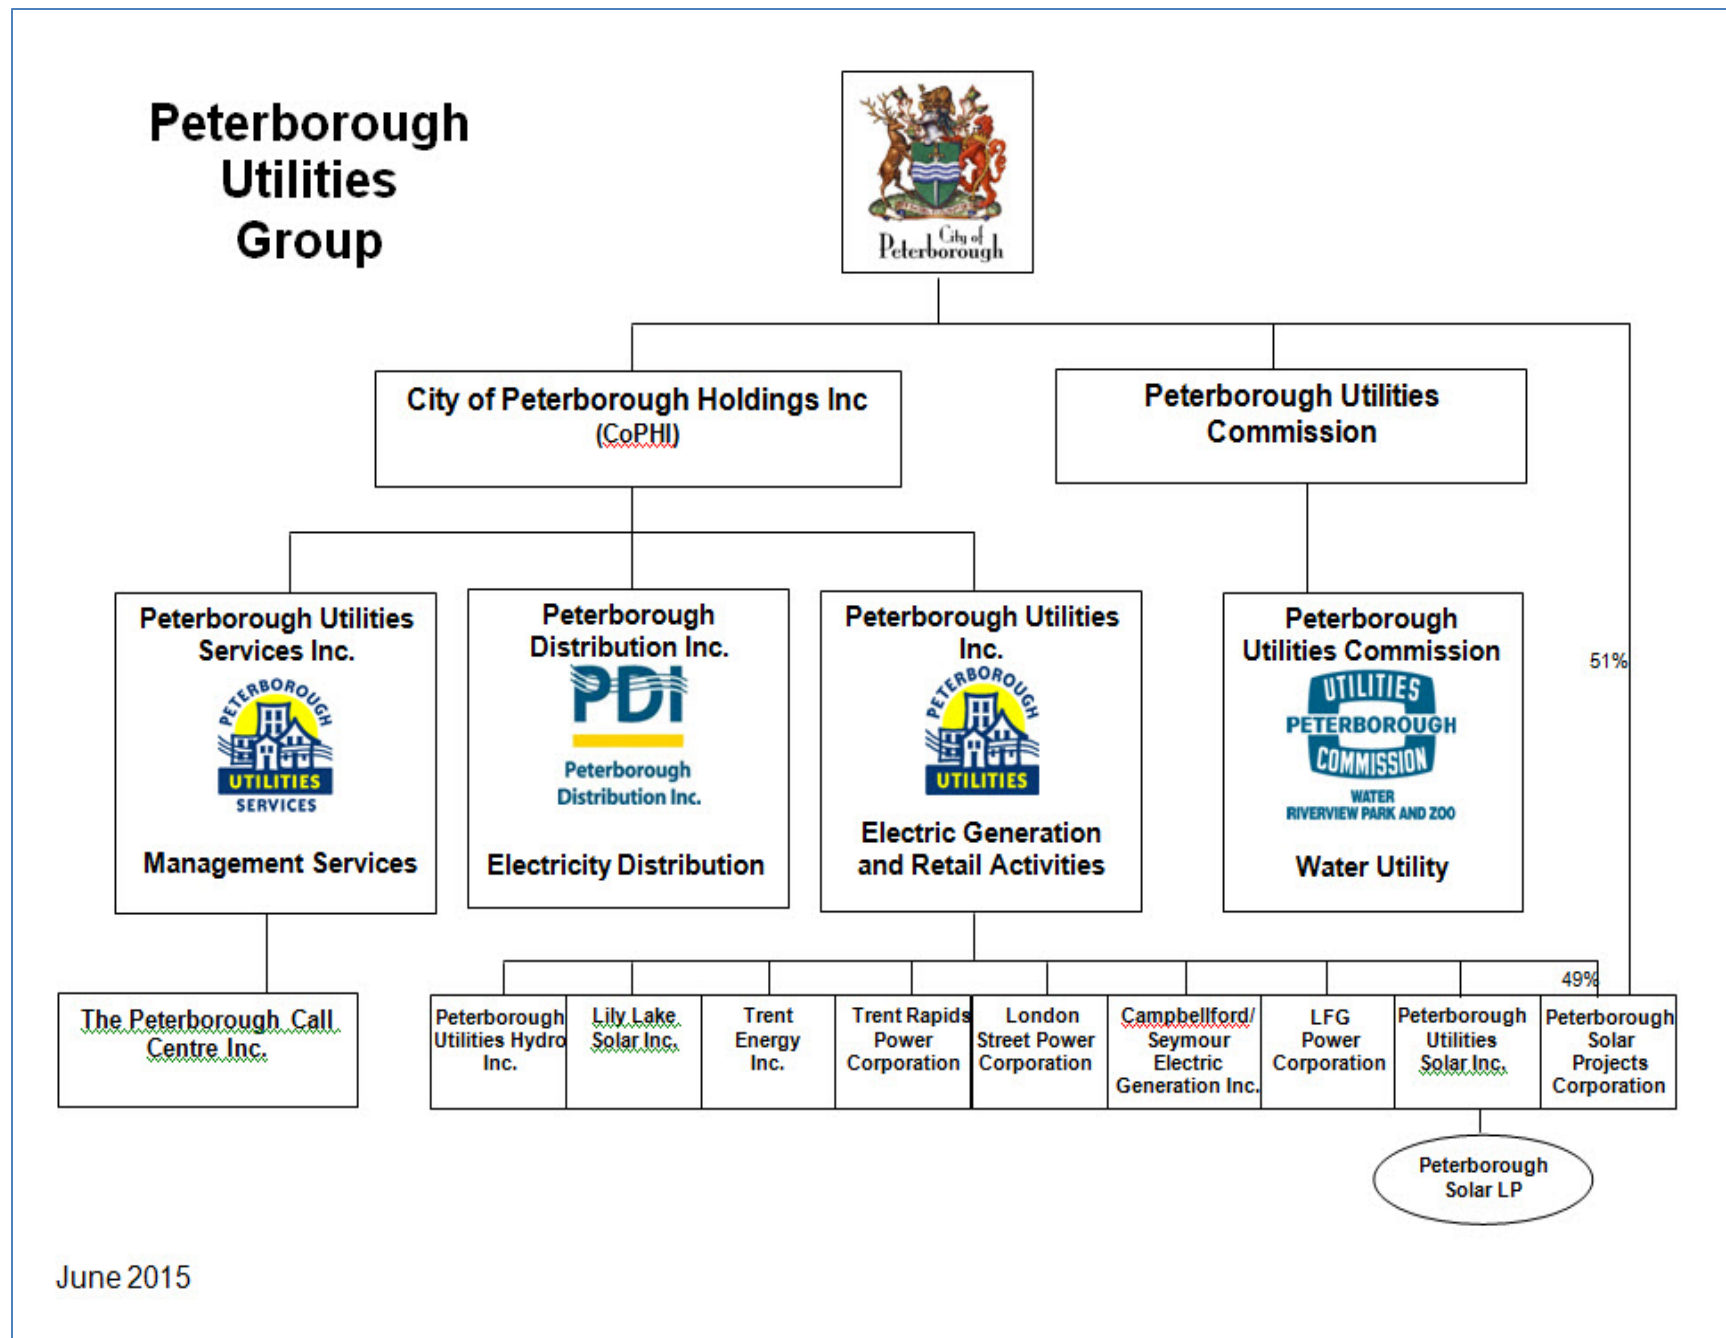 Peterborough
Utilities
Group
City of
Peterborough
City of Peterborough Holdings Inc
(CoPHI)
Peterborough Utilities
Commission
Peterborough Utilities
Services Inc.
PETERBOROUGH
UTILITIES
SERVICES
Management Services
Peterborough
Distribution Inc.
PDI
Peterborough
Distribution Inc.
Electricity Distribution
Peterborough Utilities
Inc.
PETERBOROUGH
UTILITIES
Electric Generation
and Retail Activities
Peterborough
Utilities Commission
UTILITIES
PETERBOROUGH
COMMISSION
WATER
RIVERVIEW PARK AND ZOO
Water Utility
51%
49%
The Peterborough Call
Centre Inc.
Peterborough
Utilities Hydro
Inc.
Lily Lake
Solar Inc.
Trent
Energy
Inc.
Trent Rapids
Power
Corporation
London
Street Power
Corporation
Campbellford/
Seymour
Electric
Generation Inc.
LFG
Power
Corporation
Peterborough
Utilities
Solar Inc.
Peterborough
Solar
Projects
Corporation
Peterborough
Solar LP
June 2015